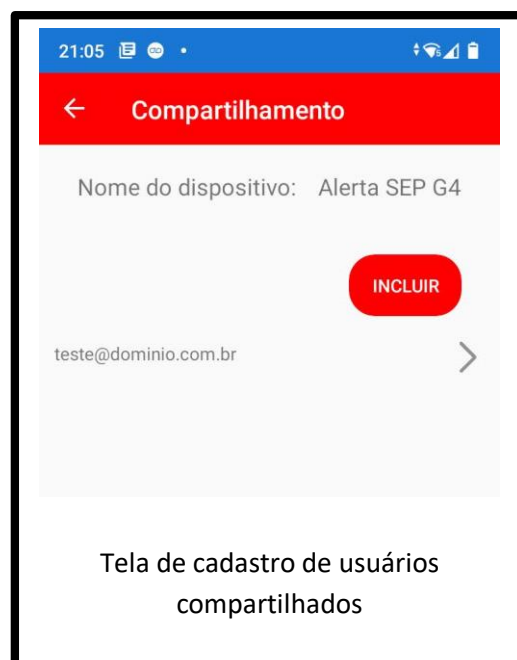 21:05
Compartilhamento
Nome do dispositivo: Alerta SEP G4
INCLUIR
teste@dominio.com.br
Tela de cadastro de usuários
compartilhados